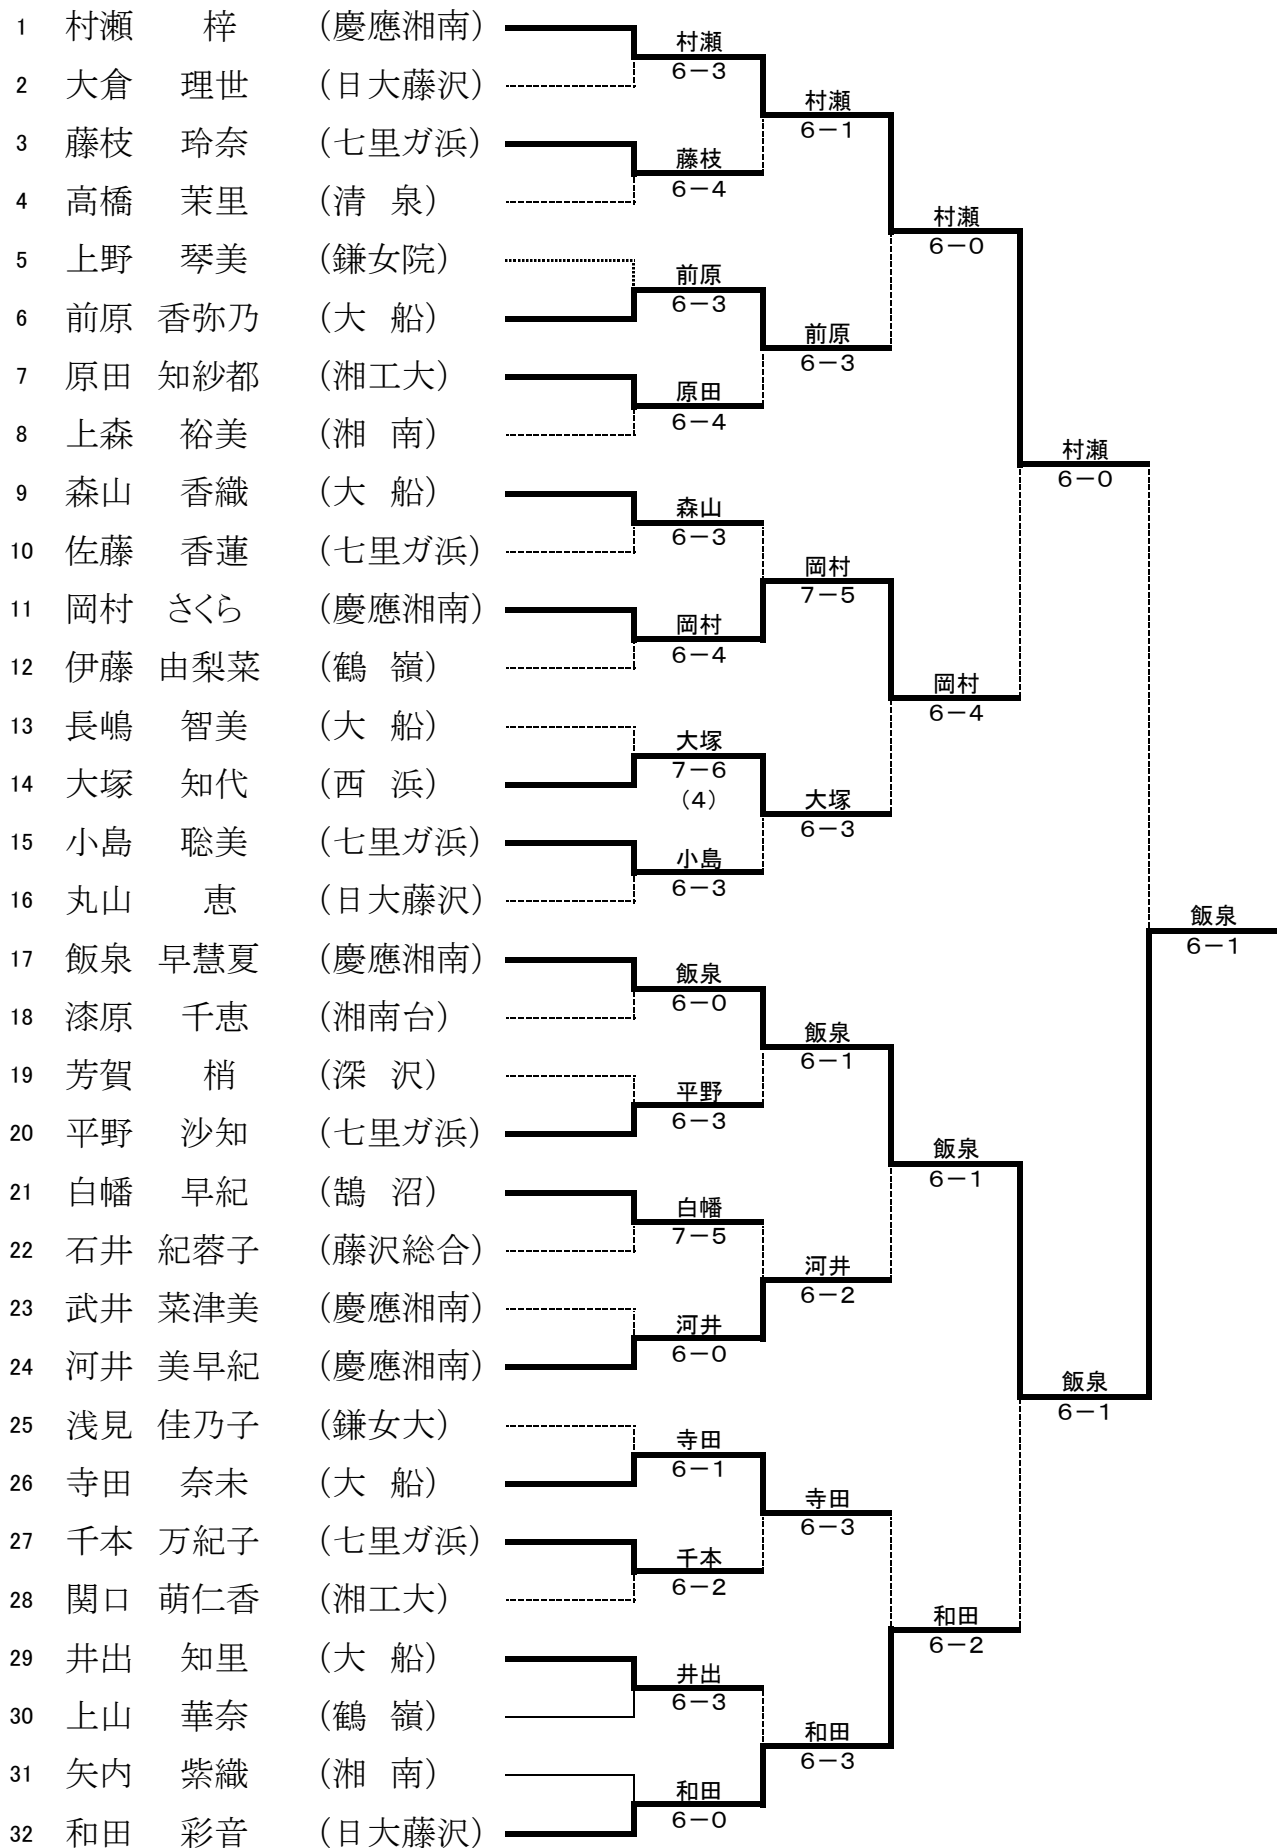 1 村瀬 梓 （慶應湘南）
2 大倉 理世 （日大藤沢）
3 藤枝 玲奈 （七里ガ浜）
4 高橋 茉里 （清 泉）
5 上野 琴美 （鎌女院）
6 前原 香弥乃 （大 船）
7 原田 知紗都 （湘工大）
8 上森 裕美 （湘 南）
9 森山 香織 （大 船）
10 佐藤 香蓮 （七里ガ浜）
11 岡村 さくら （慶應湘南）
12 伊藤 由梨菜 （鶴 嶺）
13 長嶋 智美 （大 船）
14 大塚 知代 （西 浜）
15 小島 聡美 （七里ガ浜）
16 丸山 恵 （日大藤沢）
17 飯泉 早慧夏 （慶應湘南）
18 漆原 千恵 （湘南台）
19 芳賀 梢 （深 沢）
20 平野 沙知 （七里ガ浜）
21 白幡 早紀 （鵠 沼）
22 石井 紀蓉子 （藤沢総合）
23 武井 菜津美 （慶應湘南）
24 河井 美早紀 （慶應湘南）
25 浅見 佳乃子 （鎌女大）
26 寺田 奈未 （大 船）
27 千本 万紀子 （七里ガ浜）
28 関口 萌仁香 （湘工大）
29 井出 知里 （大 船）
30 上山 華奈 （鶴 嶺）
31 矢内 紫織 （湘 南）
32 和田 彩音 （日大藤沢）
村瀬
6－3
藤枝
6－4
前原
6－3
原田
6－4
森山
6－3
岡村
6－4
大塚
7－6
（4）
小島
6－3
飯泉
6－0
平野
6－3
白幡
7－5
河井
6－0
寺田
6－1
千本
6－2
井出
6－3
和田
6－0
村瀬
6－1
前原
6－3
岡村
7－5
大塚
6－3
飯泉
6－1
河井
6－2
寺田
6－3
和田
6－3
村瀬
6－0
岡村
6－4
飯泉
6－1
和田
6－2
村瀬
6－0
飯泉
6－1
飯泉
6－1